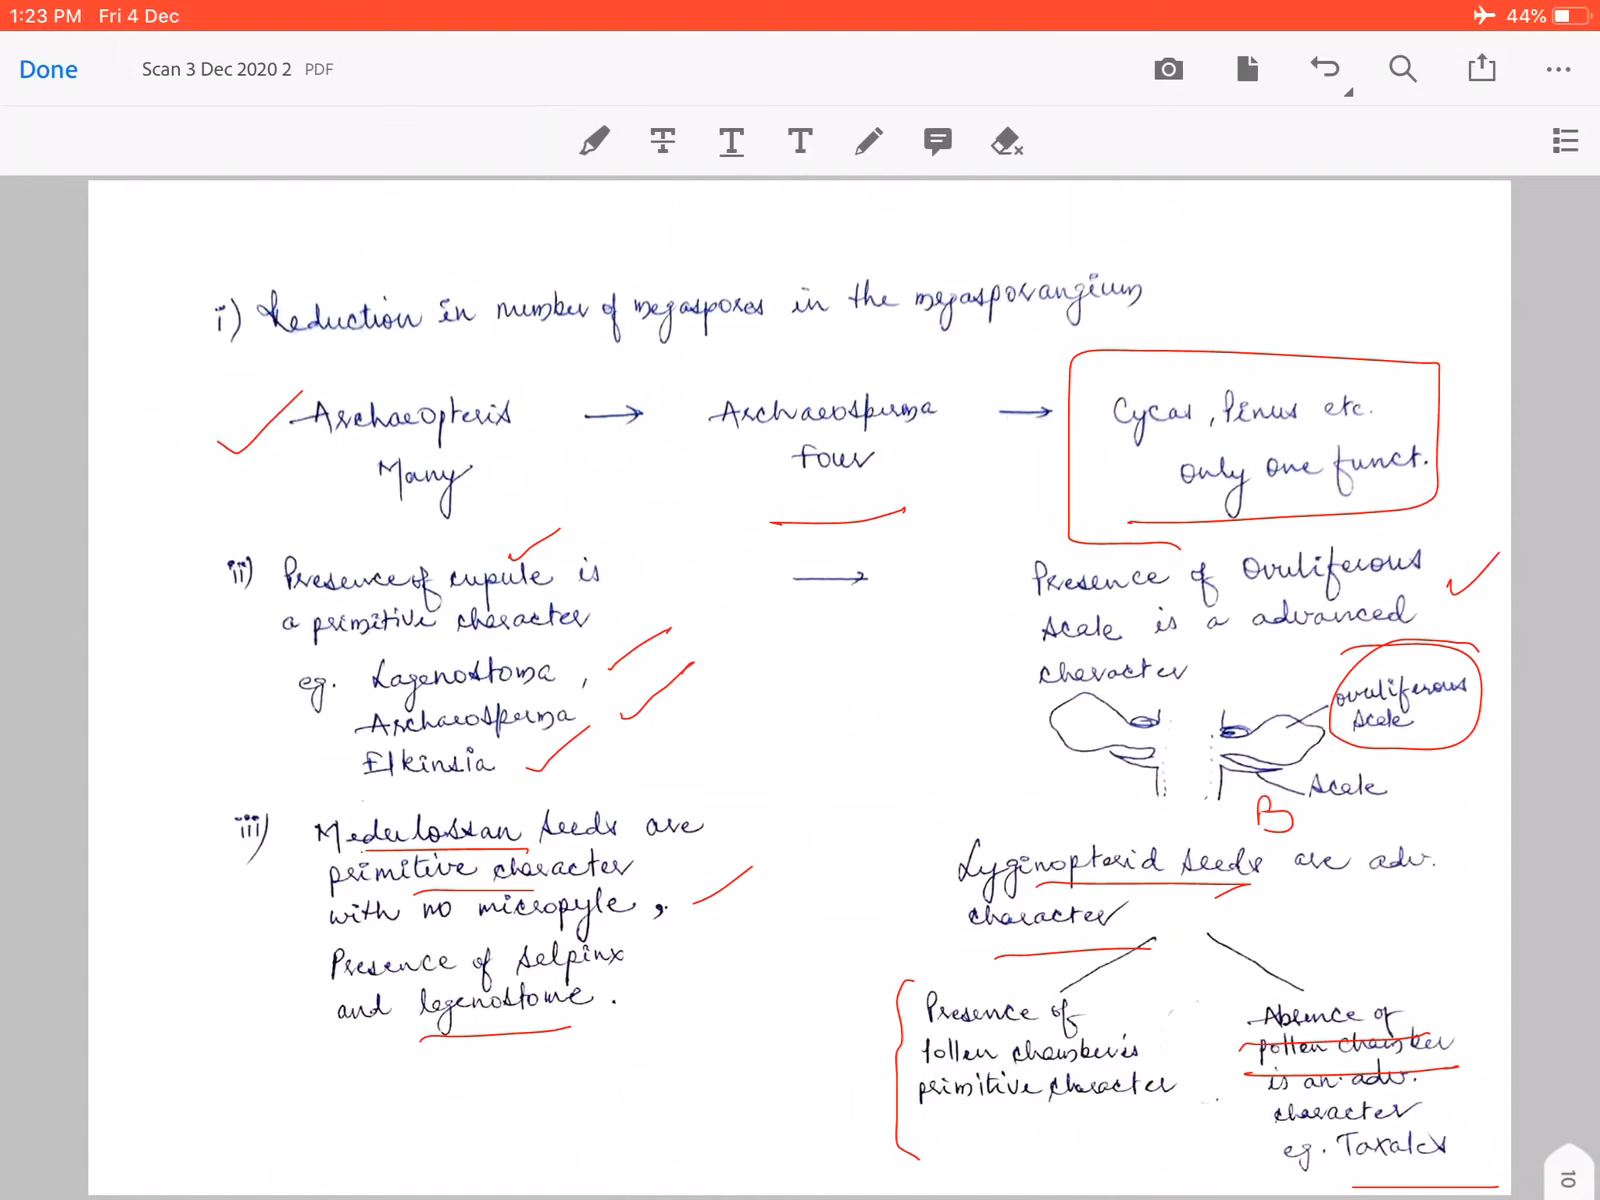 1:23 PM Fri 4 Dec
44%
Done
Scan 3 Dec 2020 2 PDF
i) Reduction in number of megaspores in the megasporangium
Archaeopteris → Archaeosperma → Cycas, Pinus etc.
Many
four
only one funct.
ii) Presence of cupule is
a primitive character
eg. Lagenostoma,
Archaeosperma
Elkinsia
→
Presence of Ovuliferous
scale is a advanced
character
ovuliferous
scale
scale
B
iii) Medullossan seeds are
primitive character
with no micropyle,
Presence of selpinx
and lagenostome.
Lyginopterid seeds are adv.
character
Presence of
Pollen chamber is
primitive character
Absence of
pollen chamber
is an adv.
character
eg. Taxales
10